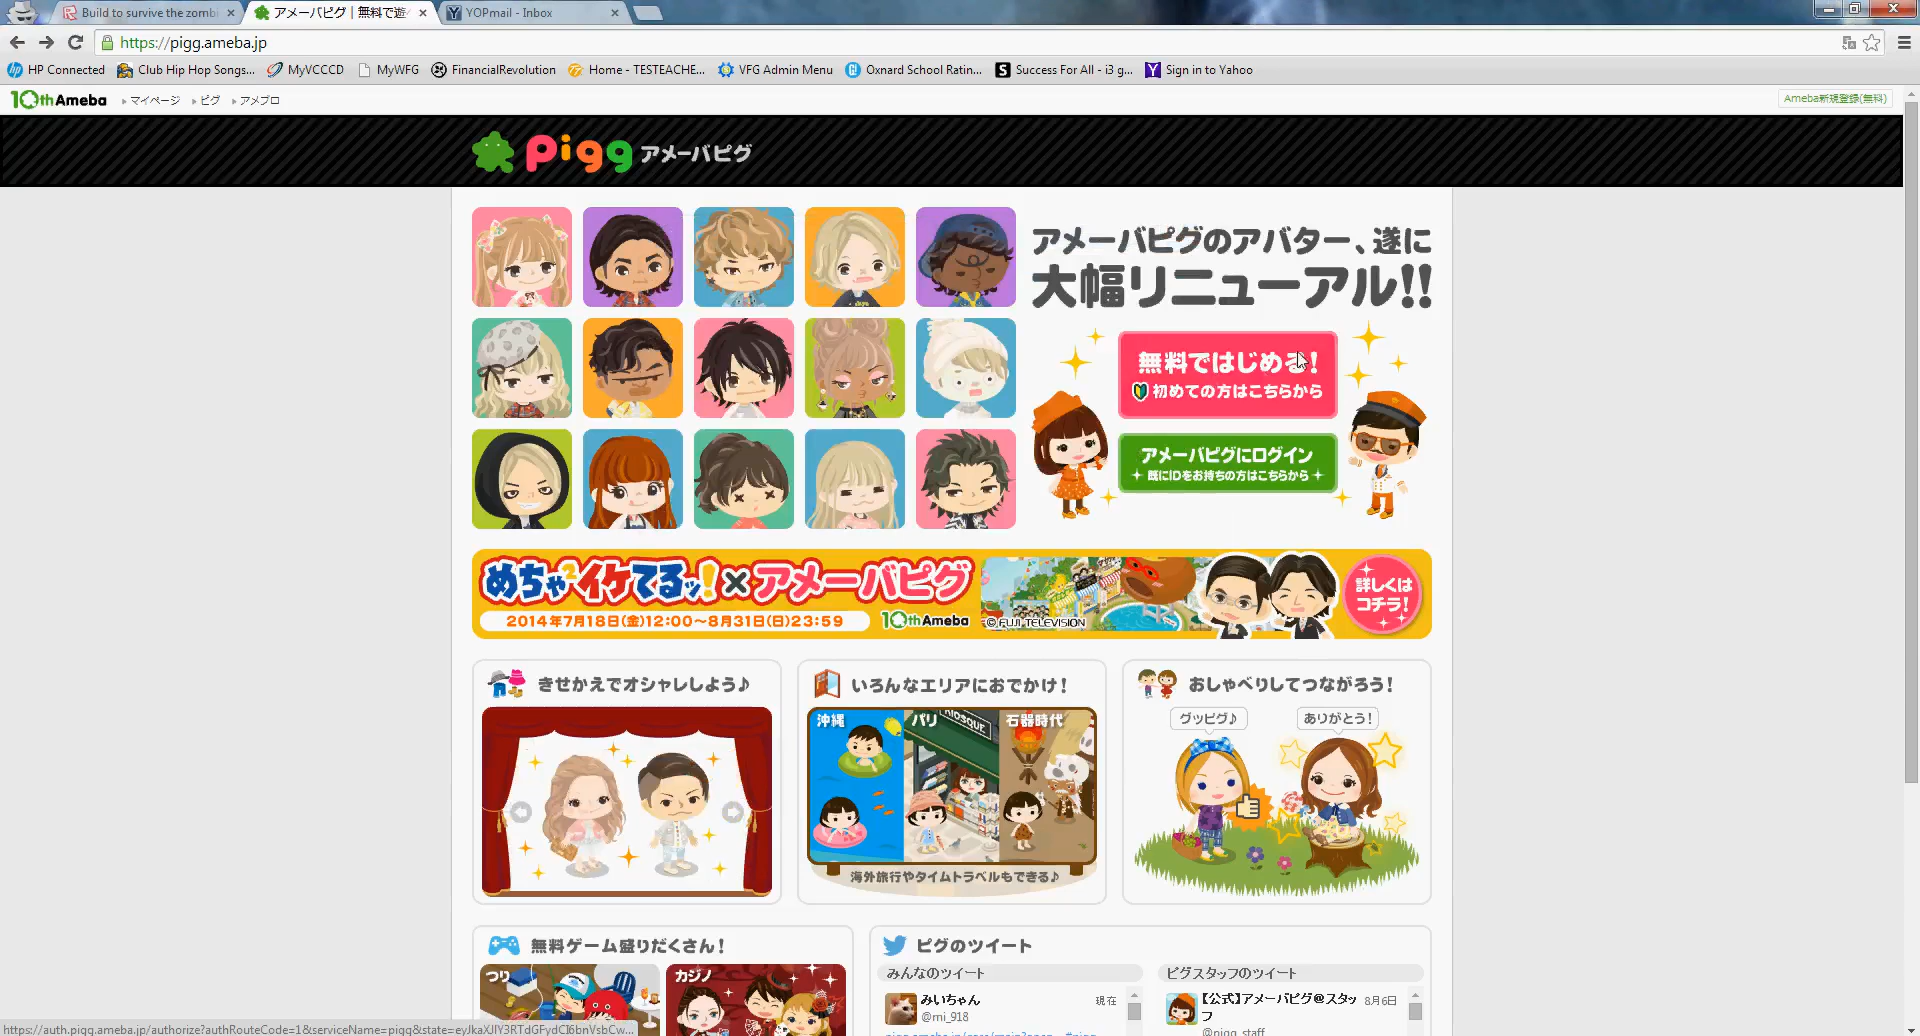 Build to survive the zomb
アメーバピグ | 無料で遊
YOPmail - Inbox
https://pigg.ameba.jp
HP Connected
Club Hip Hop Songs...
MyVCCCD
MyWFG
FinancialRevolution
Home - TESTEACHE...
VFG Admin Menu
Oxnard School Ratin...
Success For All - i3 g...
Sign in to Yahoo
10th Ameba
マイページ
ピグ
アメブロ
Ameba新規登録(無料)
Pigg アメーバピグ
アメーバピグのアバター、遂に
大幅リニューアル!!
無料ではじめる!
初めての方はこちらから
アメーバピグにログイン
既にIDをお持ちの方はこちらから
めちゃ²イケてるッ!×アメーバピグ
2014年7月18日(金)12:00〜8月31日(日)23:59
10th Ameba
©FUJI TELEVISION
詳しくは
コチラ!
きせかえでオシャレしよう♪
いろんなエリアにおでかけ!
沖縄
パリ
KIOSQUE
石器時代
海外旅行やタイムトラベルもできる♪
おしゃべりしてつながろう!
グッピグ♪
ありがとう!
無料ゲーム盛りだくさん!
つり
カジノ
ピグのツイート
みんなのツイート
みいちゃん
現在
@mi_918
ピグスタッフのツイート
【公式】アメーバピグ@スタッ
フ
8月6日
@pigg_staff